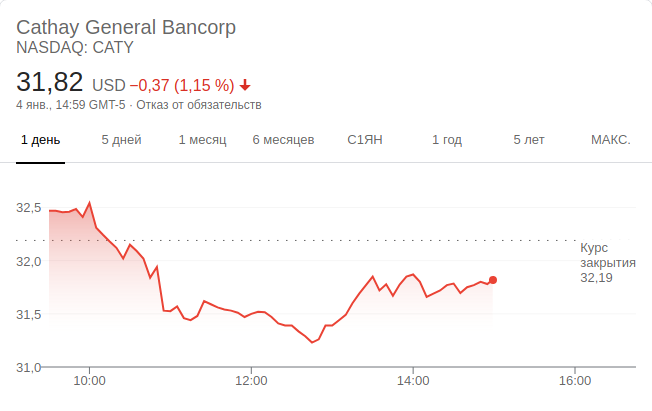 Cathay General Bancorp
NASDAQ: CATY
31,82 USD −0,37 (1,15 %)
4 янв., 14:59 GMT-5 · Отказ от обязательств
1 день 5 дней 1 месяц 6 месяцев С1ЯН 1 год 5 лет МАКС.
32,5
Курс
закрытия
32,0
32,19
31,5
31,0
10:00 12:00 14:00 16:00